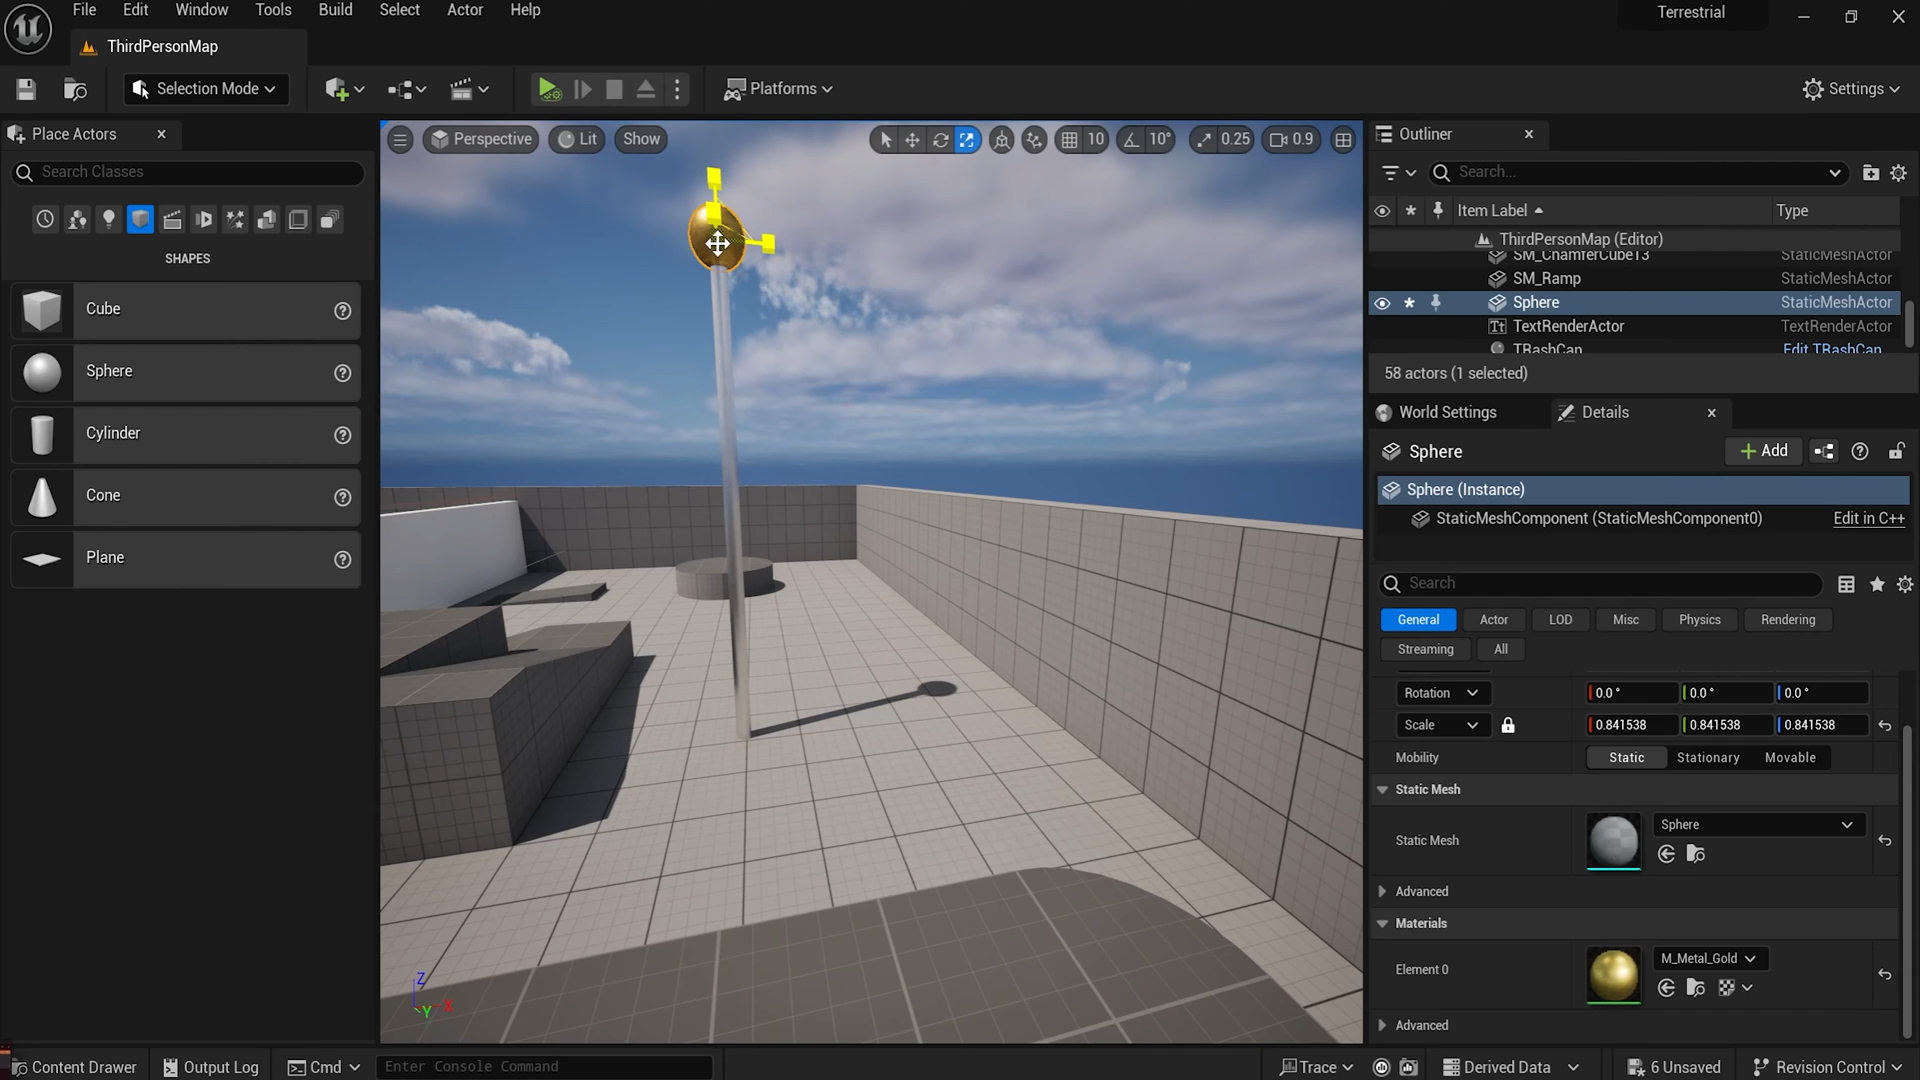 File Edit Window Tools Build Select Actor Help
Terrestrial
ThirdPersonMap
Selection Mode
Platforms
Settings
Place Actors
Search Classes
SHAPES
Cube
Sphere
Cylinder
Cone
Plane
Perspective Lit Show
10 10° 0.25 0.9
Z
X
Y
Outliner
Search...
Item Label Type
ThirdPersonMap (Editor)
SM_ChamferCube13 StaticMeshActor
SM_Ramp StaticMeshActor
Sphere StaticMeshActor
TextRenderActor TextRenderActor
TRashCan Edit TRashCan
58 actors (1 selected)
World Settings Details
Sphere
Add
Sphere (Instance)
StaticMeshComponent (StaticMeshComponent0) Edit in C++
Search
General Actor LOD Misc Physics Rendering
Streaming All
Rotation 0.0 ° 0.0 ° 0.0 °
Scale 0.841538 0.841538 0.841538
Mobility Static Stationary Movable
Static Mesh
Static Mesh Sphere
Advanced
Materials
Element 0 M_Metal_Gold
Advanced
Content Drawer Output Log Cmd Enter Console Command
Trace Derived Data 6 Unsaved Revision Control